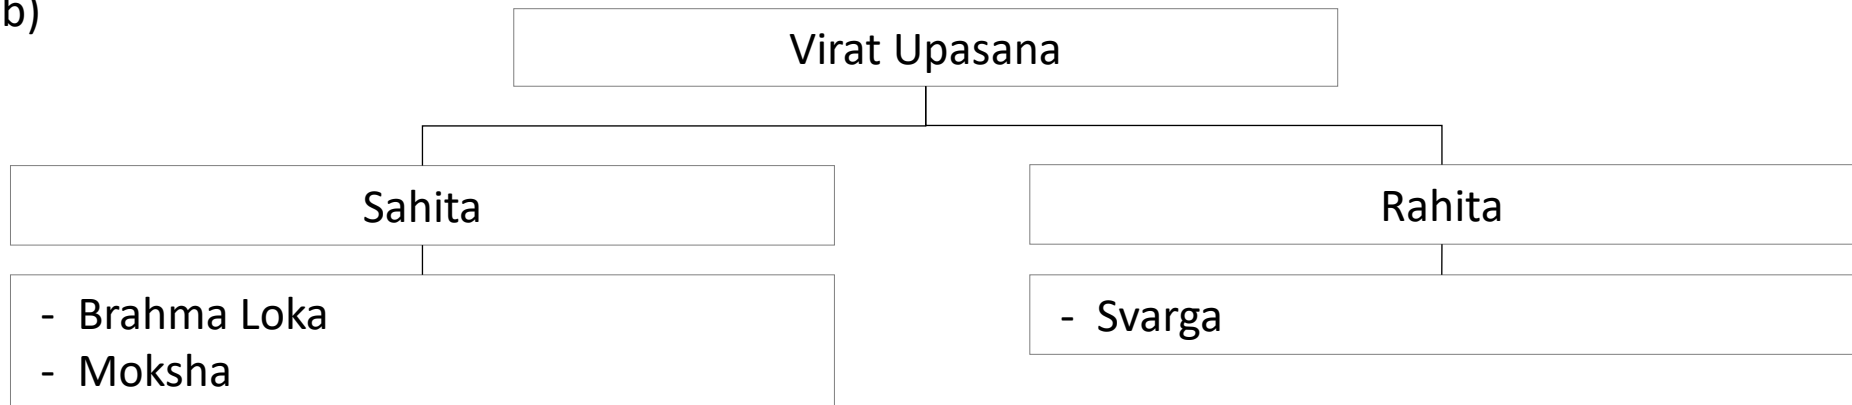 b)
Virat Upasana
Sahita
Rahita
- Brahma Loka
- Moksha
- Svarga